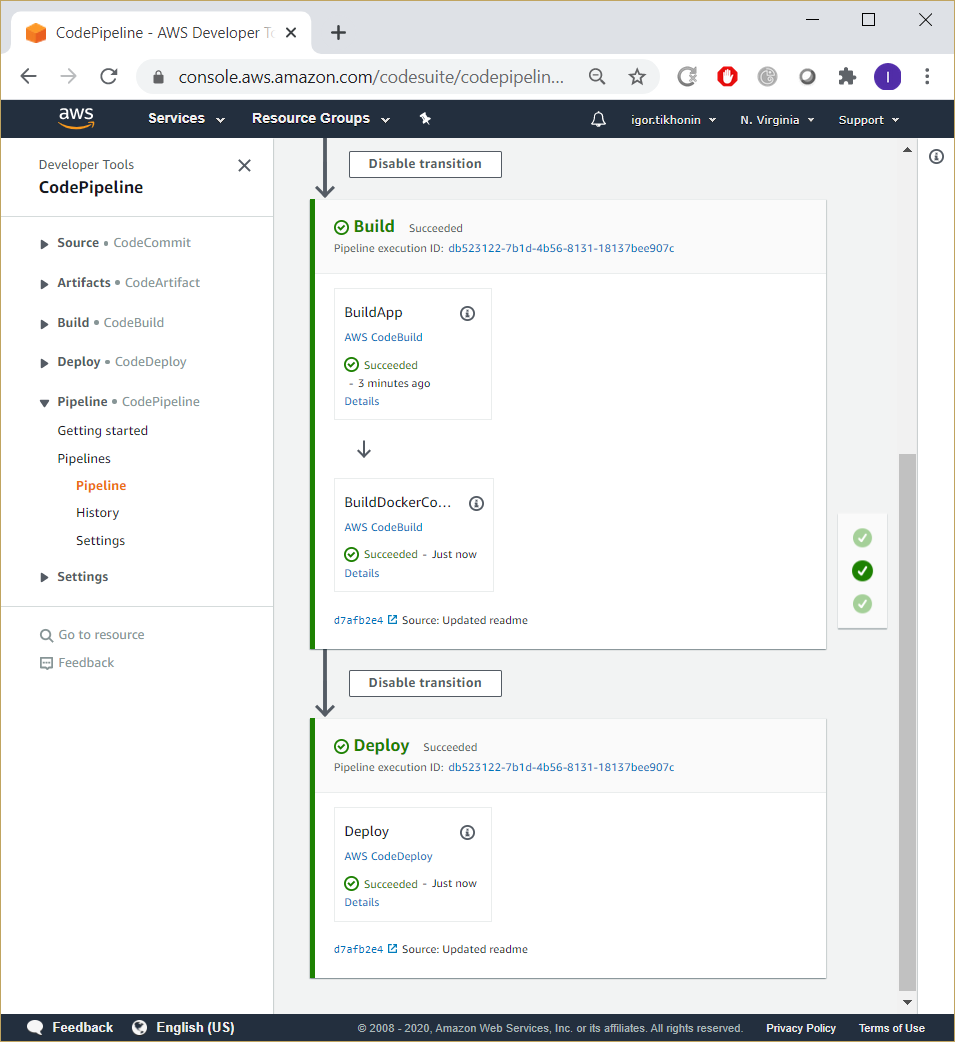 CodePipeline - AWS Developer To
console.aws.amazon.com/codesuite/codepipelin...
I
aws
Services
Resource Groups
igor.tikhonin
N. Virginia
Support
Developer Tools
CodePipeline
Source • CodeCommit
Artifacts • CodeArtifact
Build • CodeBuild
Deploy • CodeDeploy
Pipeline • CodePipeline
Getting started
Pipelines
Pipeline
History
Settings
Settings
Go to resource
Feedback
Disable transition
Build Succeeded
Pipeline execution ID: db523122-7b1d-4b56-8131-18137bee907c
BuildApp
AWS CodeBuild
Succeeded
- 3 minutes ago
Details
BuildDockerCo...
AWS CodeBuild
Succeeded - Just now
Details
d7afb2e4 Source: Updated readme
Disable transition
Deploy Succeeded
Pipeline execution ID: db523122-7b1d-4b56-8131-18137bee907c
Deploy
AWS CodeDeploy
Succeeded - Just now
Details
d7afb2e4 Source: Updated readme
Feedback
English (US)
© 2008 - 2020, Amazon Web Services, Inc. or its affiliates. All rights reserved.
Privacy Policy
Terms of Use